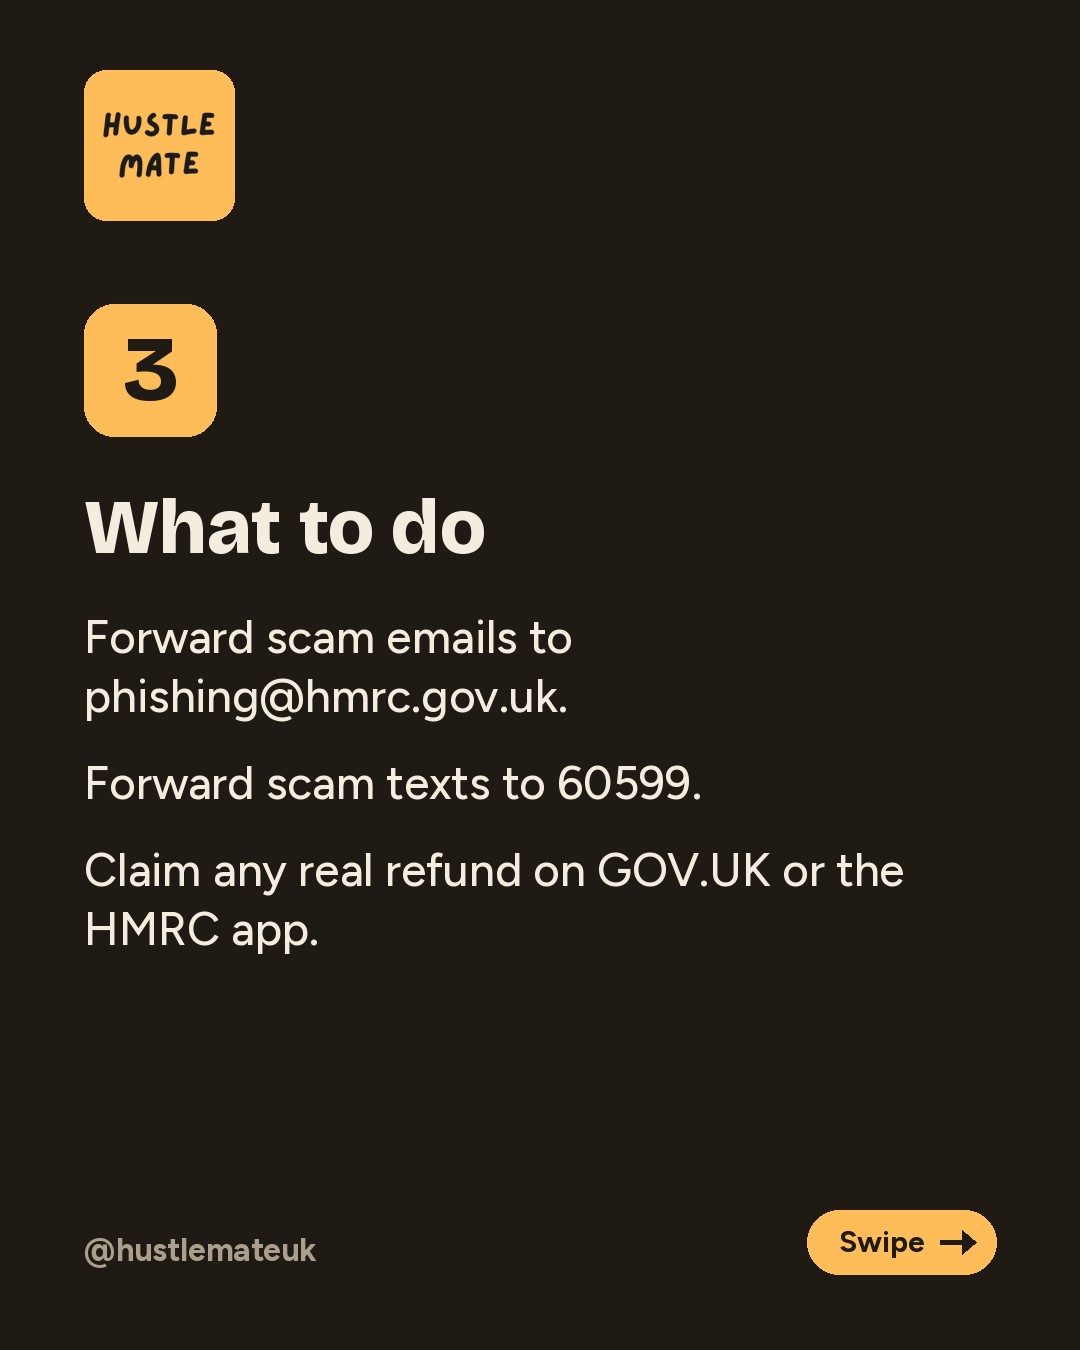 HUSTLE
MATE
3
What to do
Forward scam emails to
phishing@hmrc.gov.uk.
Forward scam texts to 60599.
Claim any real refund on GOV.UK or the
HMRC app.
@hustlemateuk
Swipe →